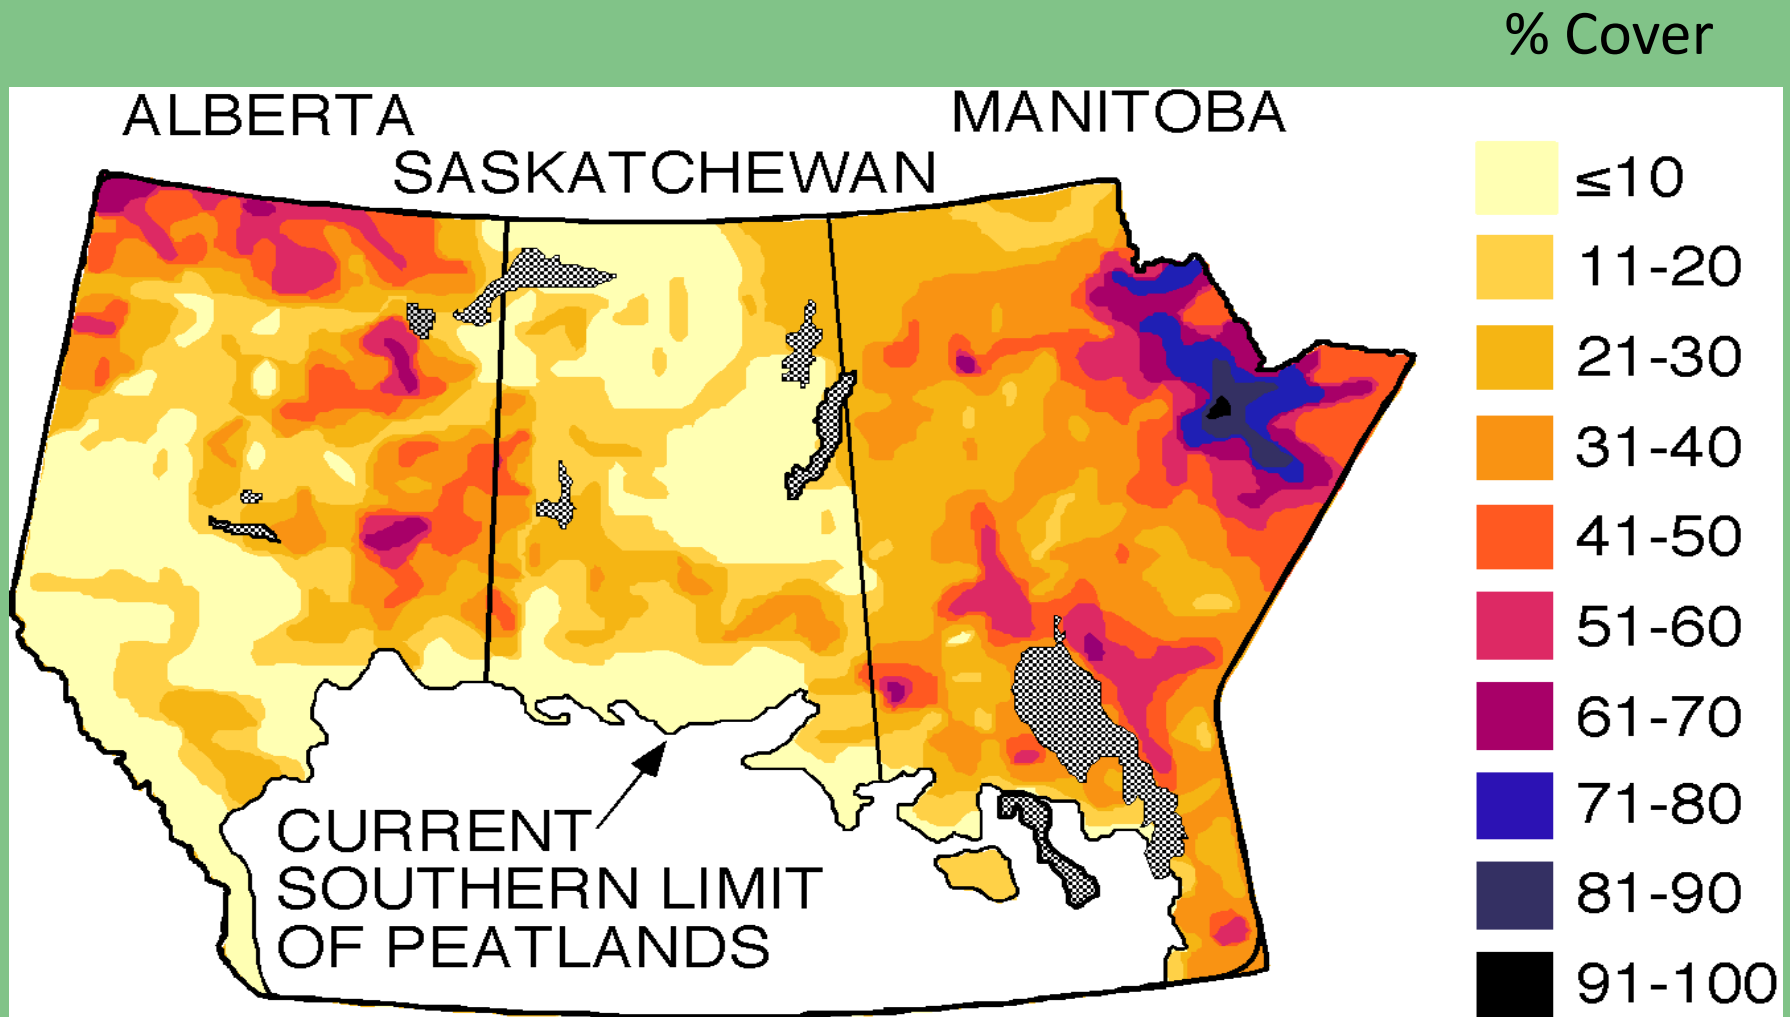 % Cover
ALBERTA
MANITOBA
SASKATCHEWAN
≤10
11-20
21-30
31-40
41-50
51-60
61-70
71-80
81-90
91-100
CURRENT
SOUTHERN LIMIT
OF PEATLANDS